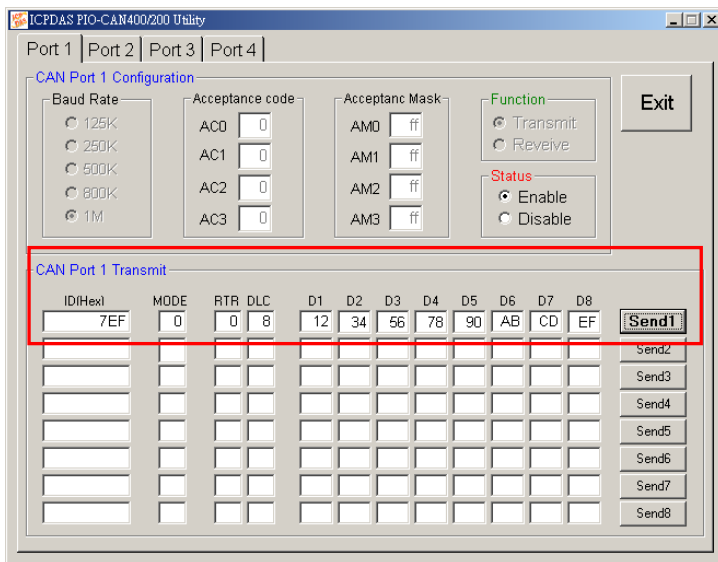 ICPDAS PIO-CAN400/200 Utility
Port 1 Port 2 Port 3 Port 4
CAN Port 1 Configuration
Baud Rate
125K
250K
500K
800K
1M
Acceptance code
AC0 0
AC1 0
AC2 0
AC3 0
Acceptanc Mask
AM0 ff
AM1 ff
AM2 ff
AM3 ff
Function
Transmit
Reveive
Status
Enable
Disable
Exit
CAN Port 1 Transmit
ID(Hex) MODE RTR DLC D1 D2 D3 D4 D5 D6 D7 D8
7EF 0 0 8 12 34 56 78 90 AB CD EF Send1
Send2
Send3
Send4
Send5
Send6
Send7
Send8